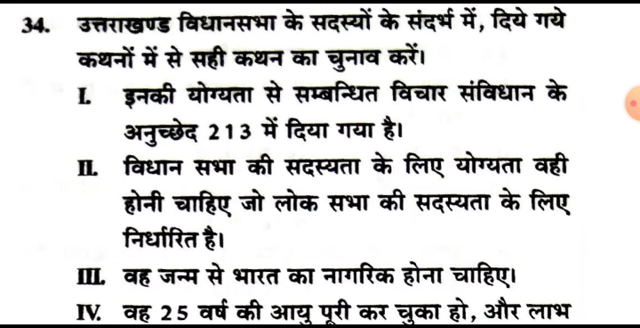 34. उत्तराखण्ड विधानसभा के सदस्यों के संदर्भ में, दिये गये
कथनों में से सही कथन का चुनाव करें।
I. इनकी योग्यता से सम्बन्धित विचार संविधान के
अनुच्छेद 213 में दिया गया है।
II. विधान सभा की सदस्यता के लिए योग्यता वही
होनी चाहिए जो लोक सभा की सदस्यता के लिए
निर्धारित है।
III. वह जन्म से भारत का नागरिक होना चाहिए।
IV. वह 25 वर्ष की आयु पूरी कर चुका हो, और लाभ